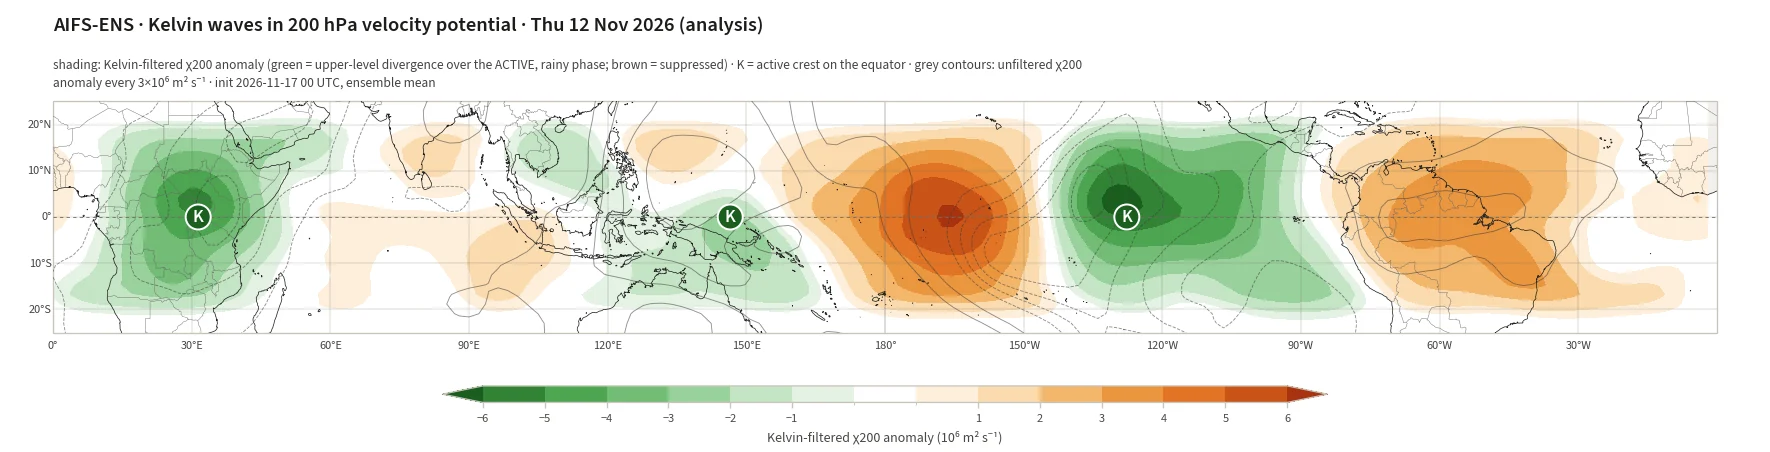 AIFS-ENS · Kelvin waves in 200 hPa velocity potential · Thu 12 Nov 2026 (analysis)
shading: Kelvin-filtered χ200 anomaly (green = upper-level divergence over the ACTIVE, rainy phase; brown = suppressed) · K = active crest on the equator · grey contours: unfiltered χ200
anomaly every 3×10⁶ m² s⁻¹ · init 2026-11-17 00 UTC, ensemble mean
20°N
10°N
0°
10°S
20°S
K K K
0° 30°E 60°E 90°E 120°E 150°E 180° 150°W 120°W 90°W 60°W 30°W
−6 −5 −4 −3 −2 −1 1 2 3 4 5 6
Kelvin-filtered χ200 anomaly (10⁶ m² s⁻¹)